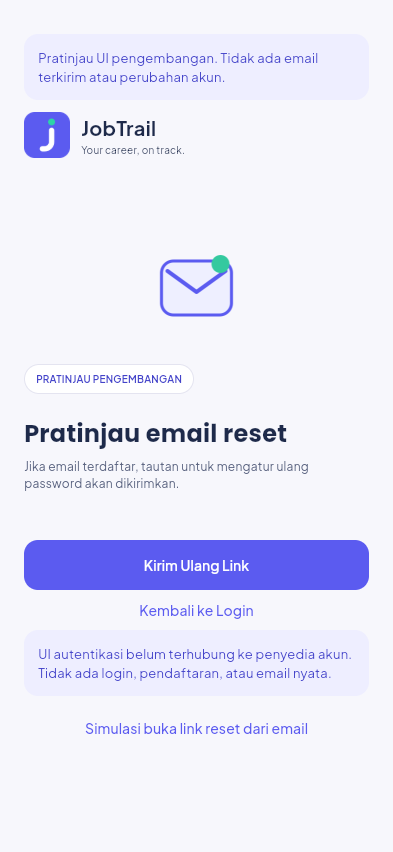 Pratinjau UI pengembangan. Tidak ada email
terkirim atau perubahan akun.
JobTrail
Your career, on track.
PRATINJAU PENGEMBANGAN
Pratinjau email reset
Jika email terdaftar, tautan untuk mengatur ulang
password akan dikirimkan.
Kirim Ulang Link
Kembali ke Login
UI autentikasi belum terhubung ke penyedia akun.
Tidak ada login, pendaftaran, atau email nyata.
Simulasi buka link reset dari email